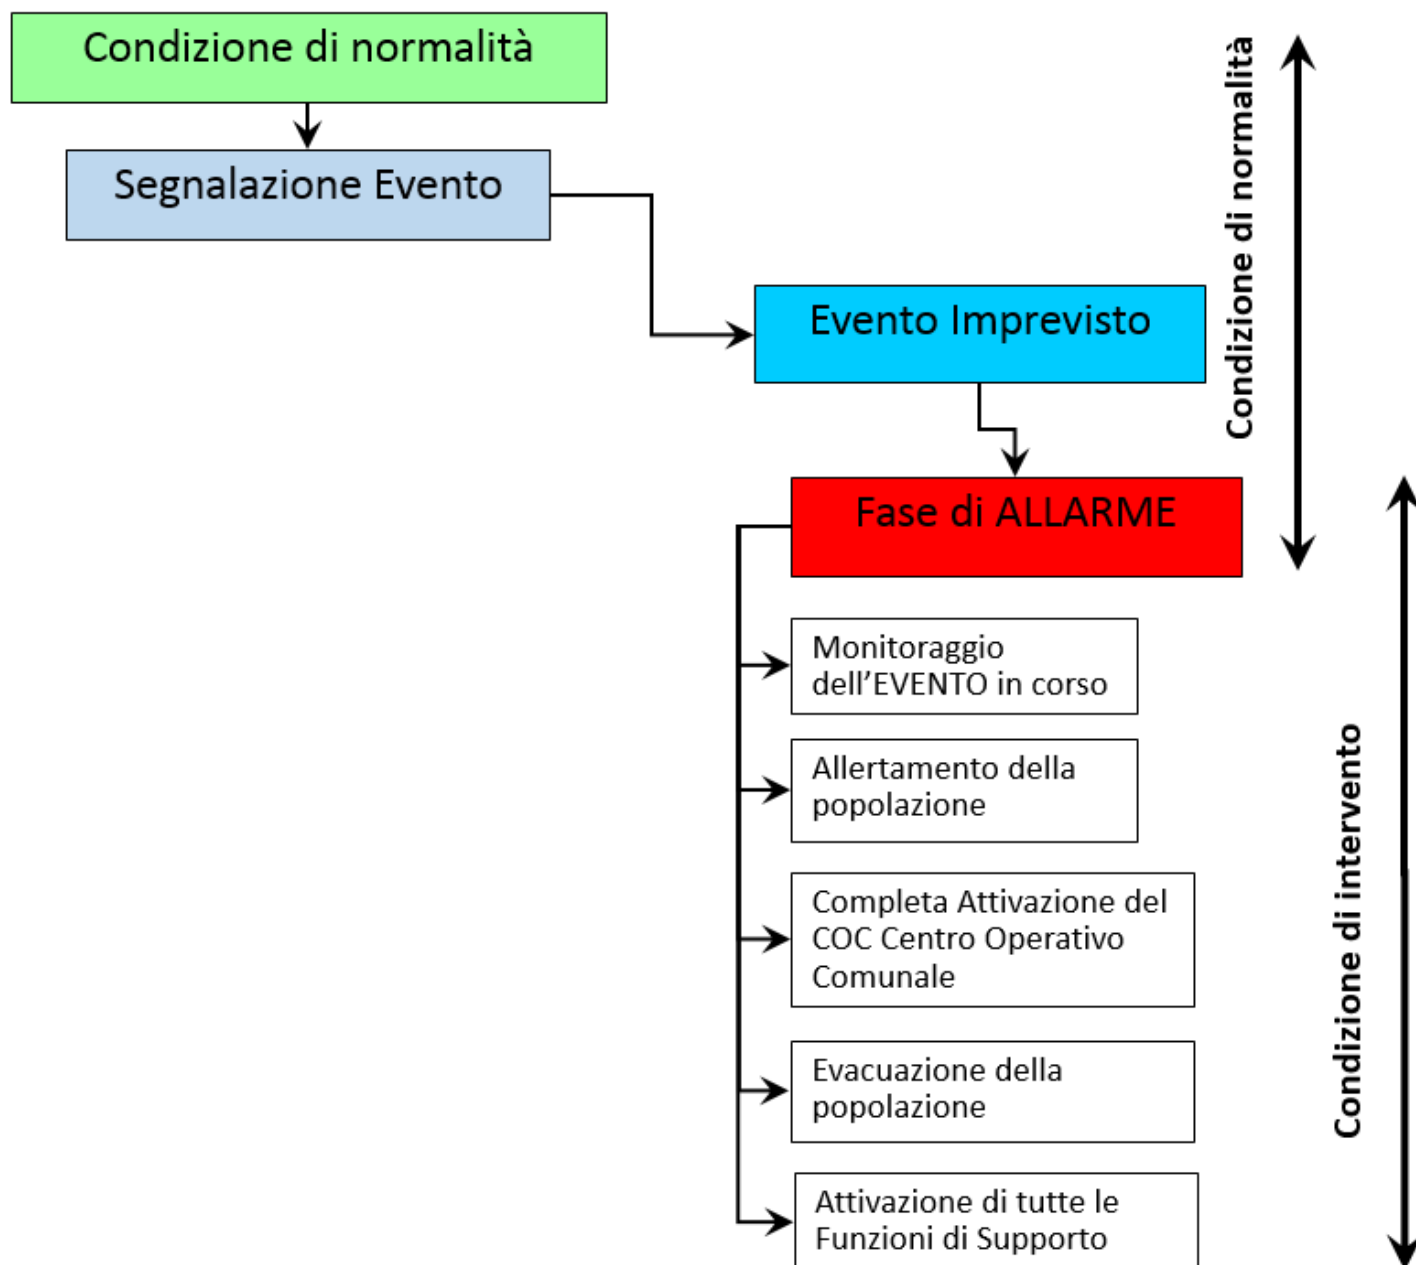 Condizione di normalità
Segnalazione Evento
Evento Imprevisto
Fase di ALLARME
Monitoraggio
dell'EVENTO in corso
Allertamento della
popolazione
Completa Attivazione del
COC Centro Operativo
Comunale
Evacuazione della
popolazione
Attivazione di tutte le
Funzioni di Supporto
Condizione di normalità
Condizione di intervento